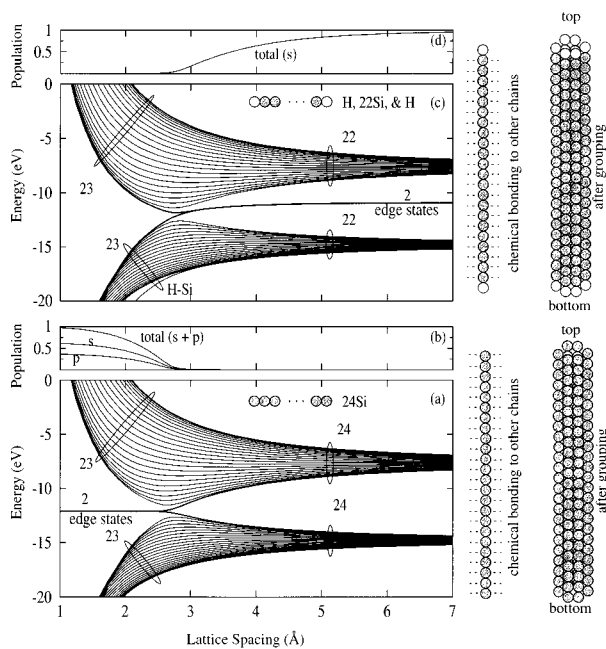 top
Population
1
0.5
total (s)
(d)
chemical bonding to other chains
after grouping
0
-5
-10
-15
-20
Energy (eV)
H, 22Si, & H
(c)
22
23
2
edge states
22
23
H-Si
bottom
Population
1
0.5
s
p
total (s + p)
(b)
top
chemical bonding to other chains
after grouping
0
-5
-10
-15
-20
Energy (eV)
24Si
(a)
24
23
2
edge states
24
23
bottom
1 2 3 4 5 6 7
Lattice Spacing (Å)